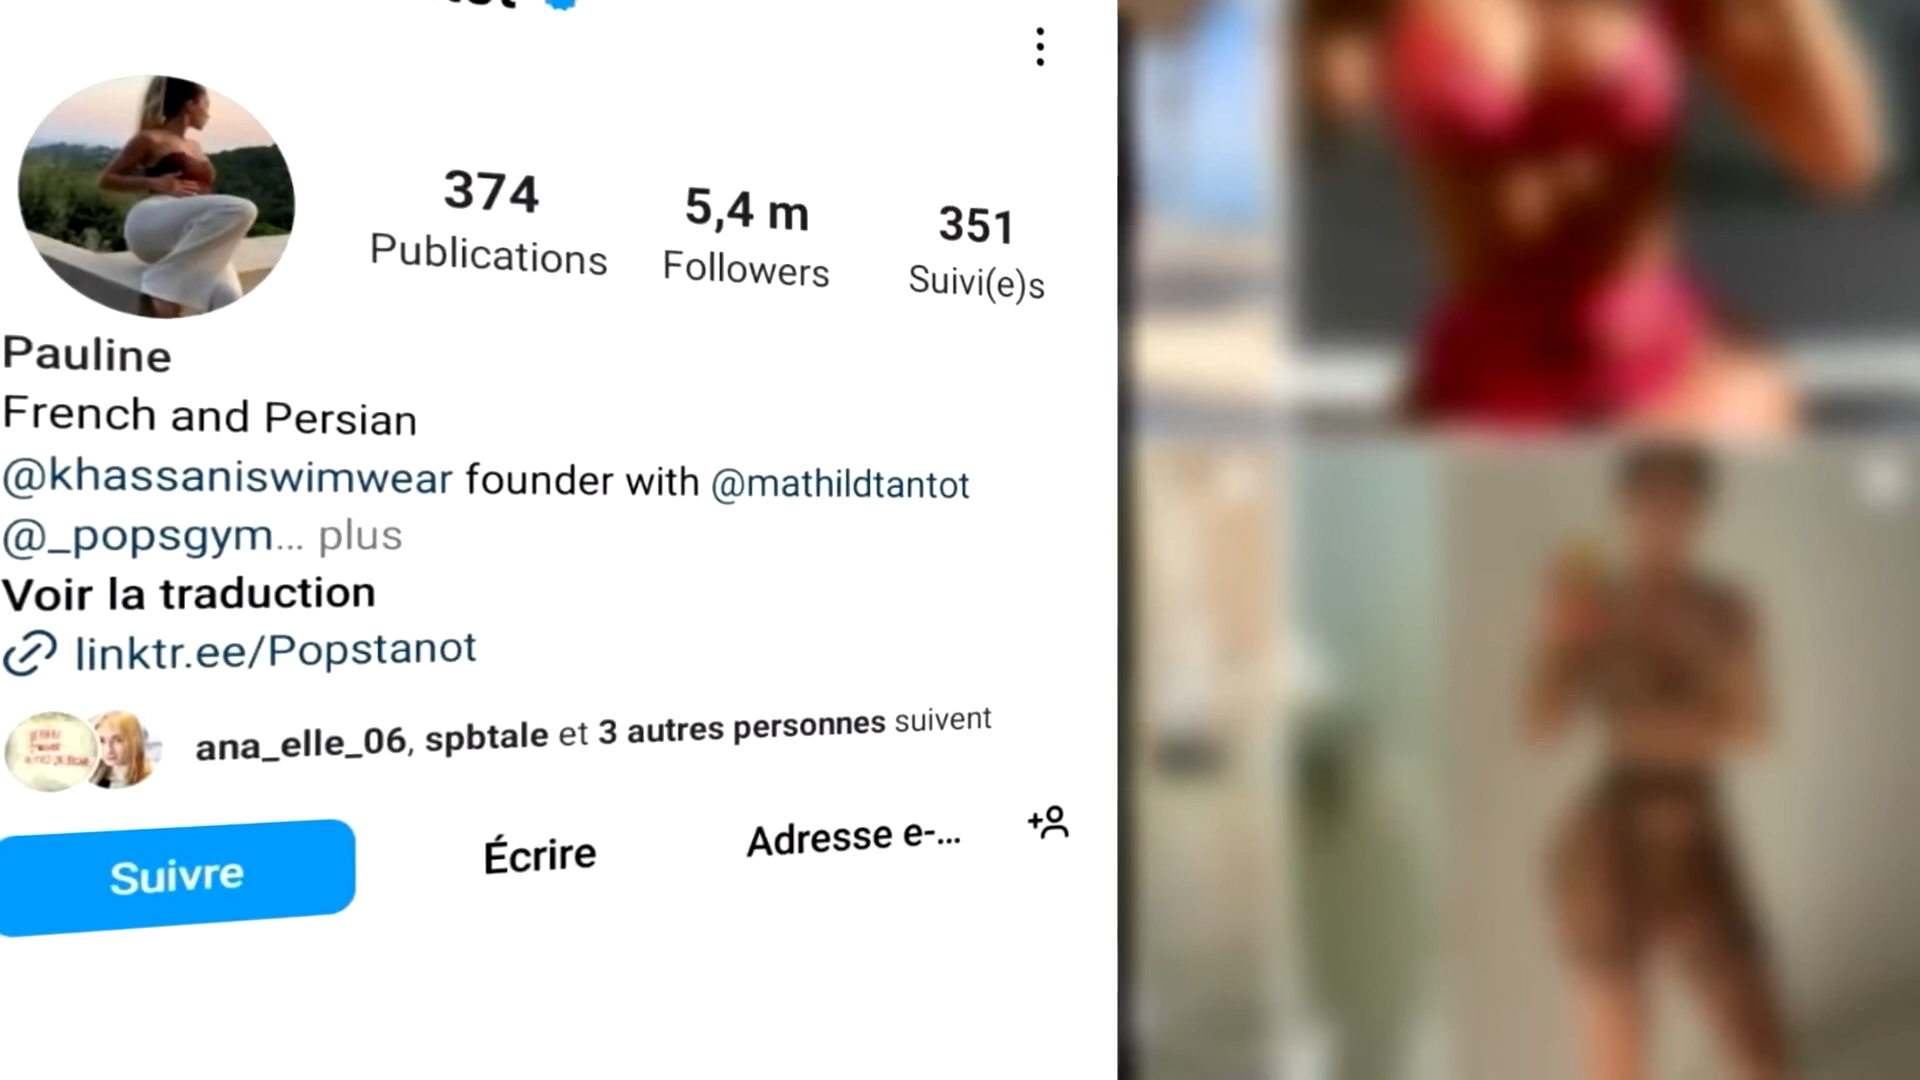 374
Publications
5,4 m
Followers
351
Suivi(e)s
Pauline
French and Persian
@khassaniswimwear founder with @mathildtantot
@_popsgym... plus
Voir la traduction
linktr.ee/Popstanot
ana_elle_06, spbtale et 3 autres personnes suivent
Suivre
Écrire
Adresse e-...